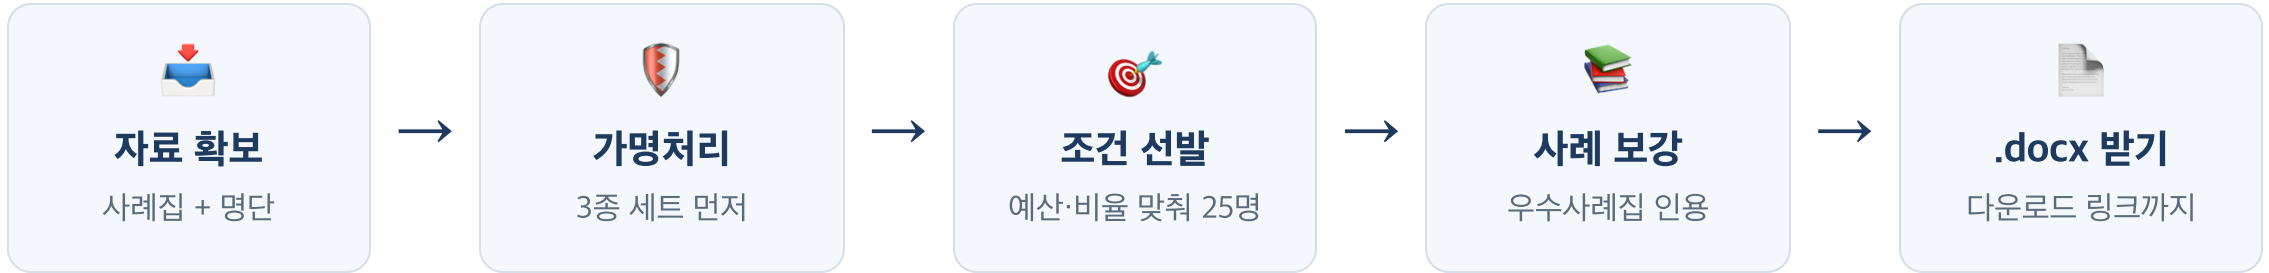 자료 확보
사례집 + 명단
→
가명처리
3종 세트 먼저
→
조건 선발
예산·비율 맞춰 25명
→
사례 보강
우수사례집 인용
→
.docx 받기
다운로드 링크까지